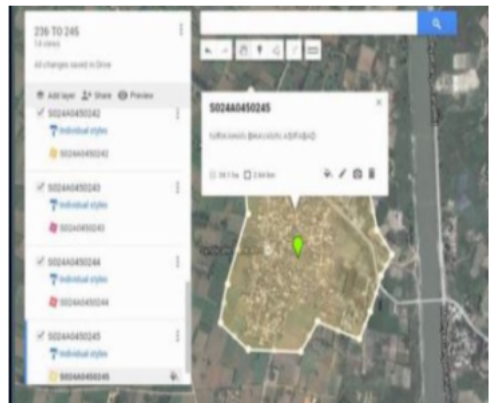 236 TO 245
14 views
All changes saved in Drive
Add layer Share Preview
S024A0450242
Individual styles
S024A0450242
S024A0450243
Individual styles
S024A0450243
S024A0450244
Individual styles
S024A0450244
S024A0450245
Individual styles
S024A0450245
S024A0450245